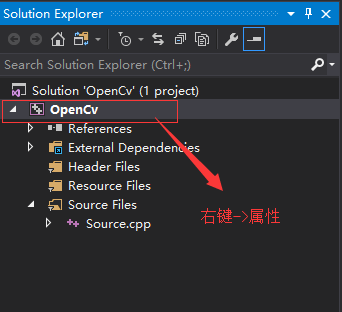 Solution Explorer
Search Solution Explorer (Ctrl+;)
Solution 'OpenCv' (1 project)
OpenCv
References
External Dependencies
Header Files
Resource Files
Source Files
Source.cpp
右键->属性